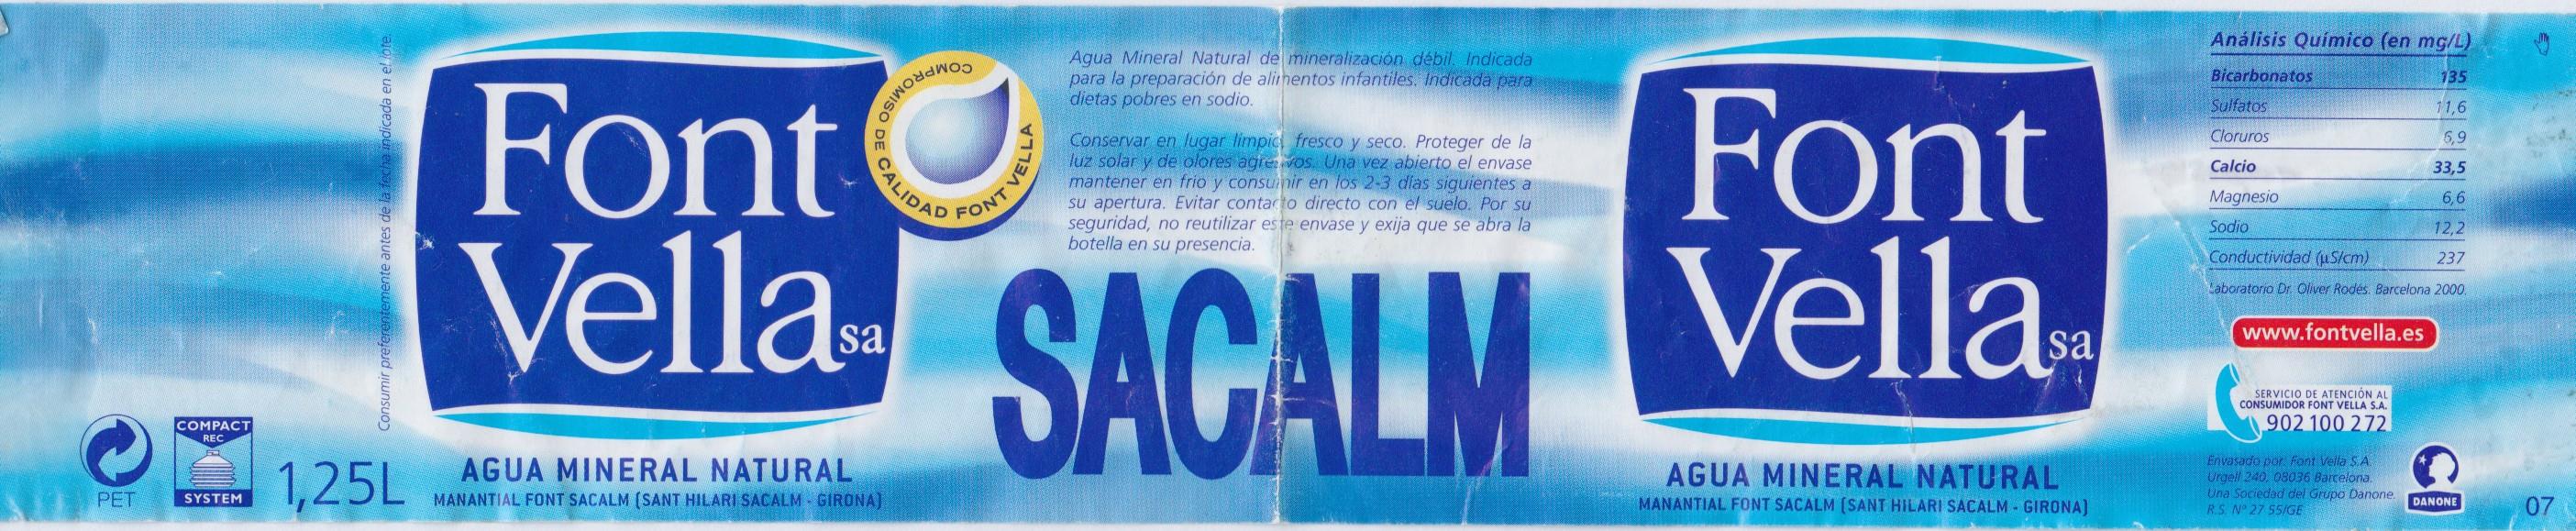 Consumir preferentemente antes de la fecha indicada en el lote.
PET
COMPACT
REC
SYSTEM
1,25L
Font
Vella sa
AGUA MINERAL NATURAL
MANANTIAL FONT SACALM (SANT HILARI SACALM - GIRONA)
COMPROMISO DE CALIDAD FONT VELLA
Agua Mineral Natural de mineralización débil. Indicada
para la preparación de alimentos infantiles. Indicada para
dietas pobres en sodio.
Conservar en lugar limpio, fresco y seco. Proteger de la
luz solar y de olores agresivos. Una vez abierto el envase
mantener en frío y consumir en los 2-3 días siguientes a
su apertura. Evitar contacto directo con el suelo. Por su
seguridad, no reutilizar este envase y exija que se abra la
botella en su presencia.
SACALM
Font
Vella sa
AGUA MINERAL NATURAL
MANANTIAL FONT SACALM (SANT HILARI SACALM - GIRONA)
Análisis Químico (en mg/L)
Bicarbonatos 135
Sulfatos 11,6
Cloruros 6,9
Calcio 33,5
Magnesio 6,6
Sodio 12,2
Conductividad (µS/cm) 237
Laboratorio Dr. Oliver Rodés. Barcelona 2000.
www.fontvella.es
SERVICIO DE ATENCIÓN AL
CONSUMIDOR FONT VELLA S.A.
902 100 272
Envasado por: Font Vella S.A.
Urgell 240, 08036 Barcelona.
Una Sociedad del Grupo Danone.
R.S. Nº 27 55/GE
DANONE
07